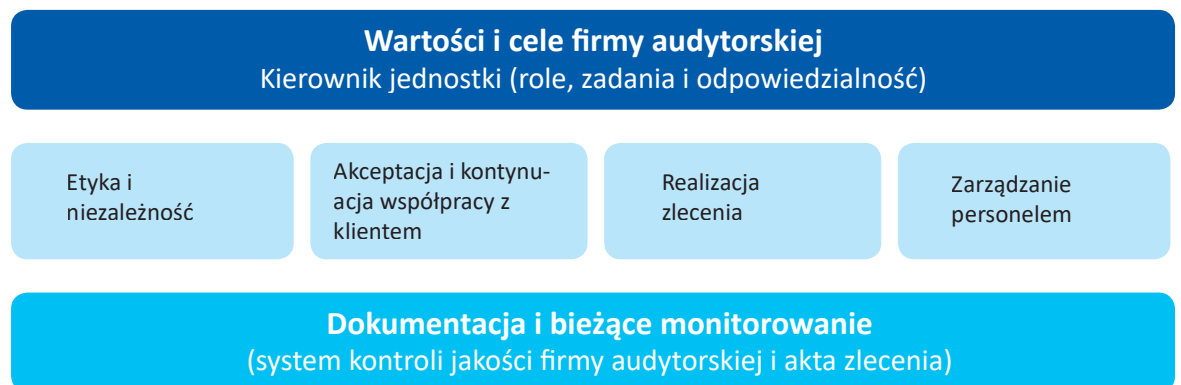 Wartości i cele firmy audytorskiej
Kierownik jednostki (role, zadania i odpowiedzialność)
Etyka i
niezależność
Akceptacja i kontynu-
acja współpracy z
klientem
Realizacja
zlecenia
Zarządzanie
personelem
Dokumentacja i bieżące monitorowanie
(system kontroli jakości firmy audytorskiej i akta zlecenia)